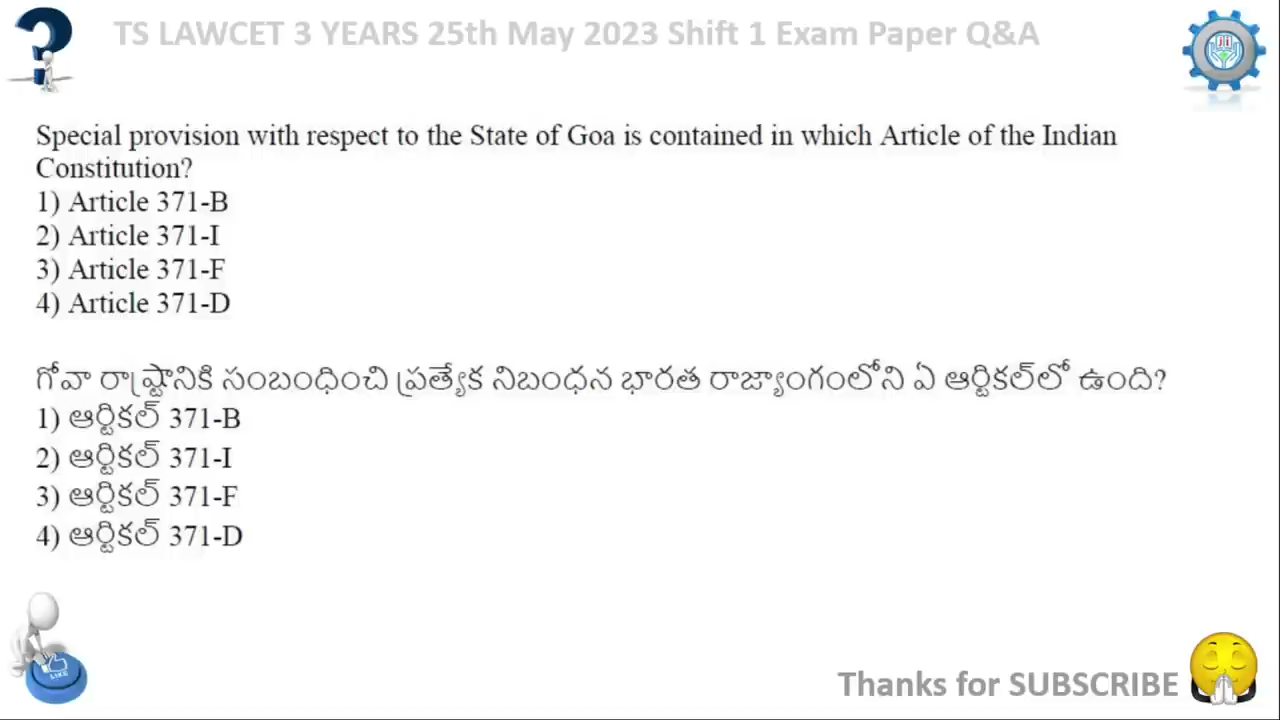 TS LAWCET 3 YEARS 25th May 2023 Shift 1 Exam Paper Q&A
Special provision with respect to the State of Goa is contained in which Article of the Indian
Constitution?
1) Article 371-B
2) Article 371-I
3) Article 371-F
4) Article 371-D
గోవా రాష్ట్రానికి సంబంధించి ప్రత్యేక నిబంధన భారత రాజ్యాంగంలోని ఏ ఆర్టికల్‌లో ఉంది?
1) ఆర్టికల్ 371-B
2) ఆర్టికల్ 371-I
3) ఆర్టికల్ 371-F
4) ఆర్టికల్ 371-D
LIKE
Thanks for SUBSCRIBE